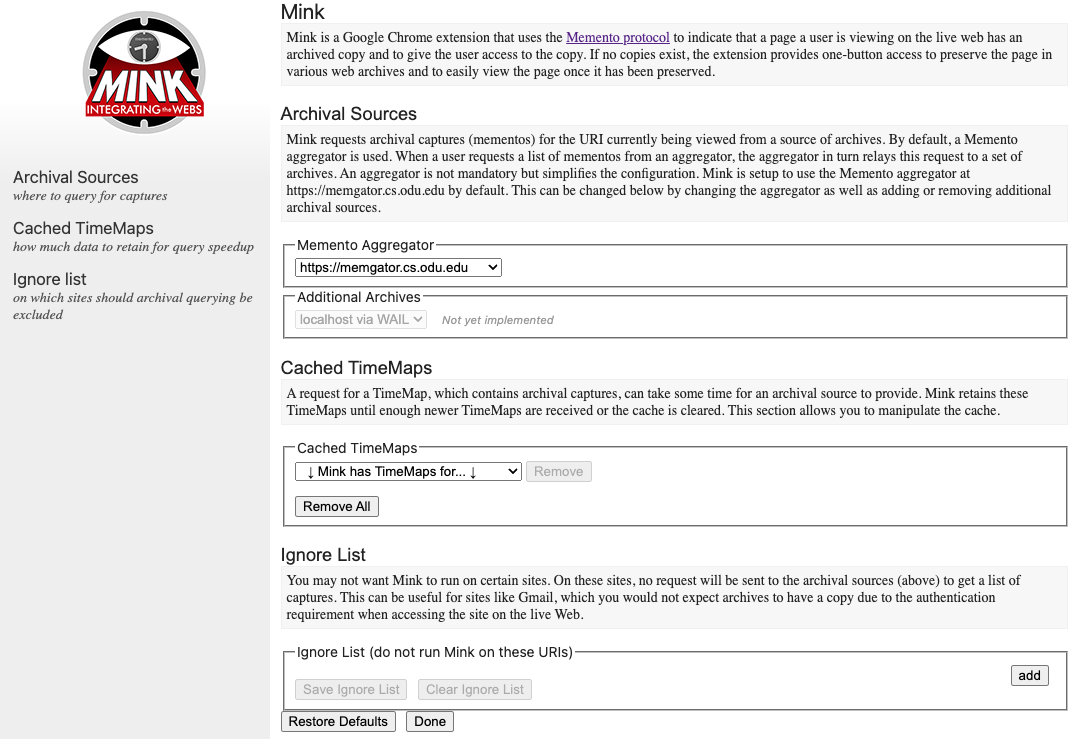 MINK
INTEGRATING the WEBS
Archival Sources
where to query for captures
Cached TimeMaps
how much data to retain for query speedup
Ignore list
on which sites should archival querying be
excluded
Mink
Mink is a Google Chrome extension that uses the Memento protocol to indicate that a page a user is viewing on the live web has an
archived copy and to give the user access to the copy. If no copies exist, the extension provides one-button access to preserve the page in
various web archives and to easily view the page once it has been preserved.
Archival Sources
Mink requests archival captures (mementos) for the URI currently being viewed from a source of archives. By default, a Memento
aggregator is used. When a user requests a list of mementos from an aggregator, the aggregator in turn relays this request to a set of
archives. An aggregator is not mandatory but simplifies the configuration. Mink is setup to use the Memento aggregator at
https://memgator.cs.odu.edu by default. This can be changed below by changing the aggregator as well as adding or removing additional
archival sources.
Memento Aggregator
https://memgator.cs.odu.edu
Additional Archives
localhost via WAIL Not yet implemented
Cached TimeMaps
A request for a TimeMap, which contains archival captures, can take some time for an archival source to provide. Mink retains these
TimeMaps until enough newer TimeMaps are received or the cache is cleared. This section allows you to manipulate the cache.
Cached TimeMaps
↓ Mink has TimeMaps for... ↓ Remove
Remove All
Ignore List
You may not want Mink to run on certain sites. On these sites, no request will be sent to the archival sources (above) to get a list of
captures. This can be useful for sites like Gmail, which you would not expect archives to have a copy due to the authentication
requirement when accessing the site on the live Web.
Ignore List (do not run Mink on these URIs)
add
Save Ignore List Clear Ignore List
Restore Defaults Done